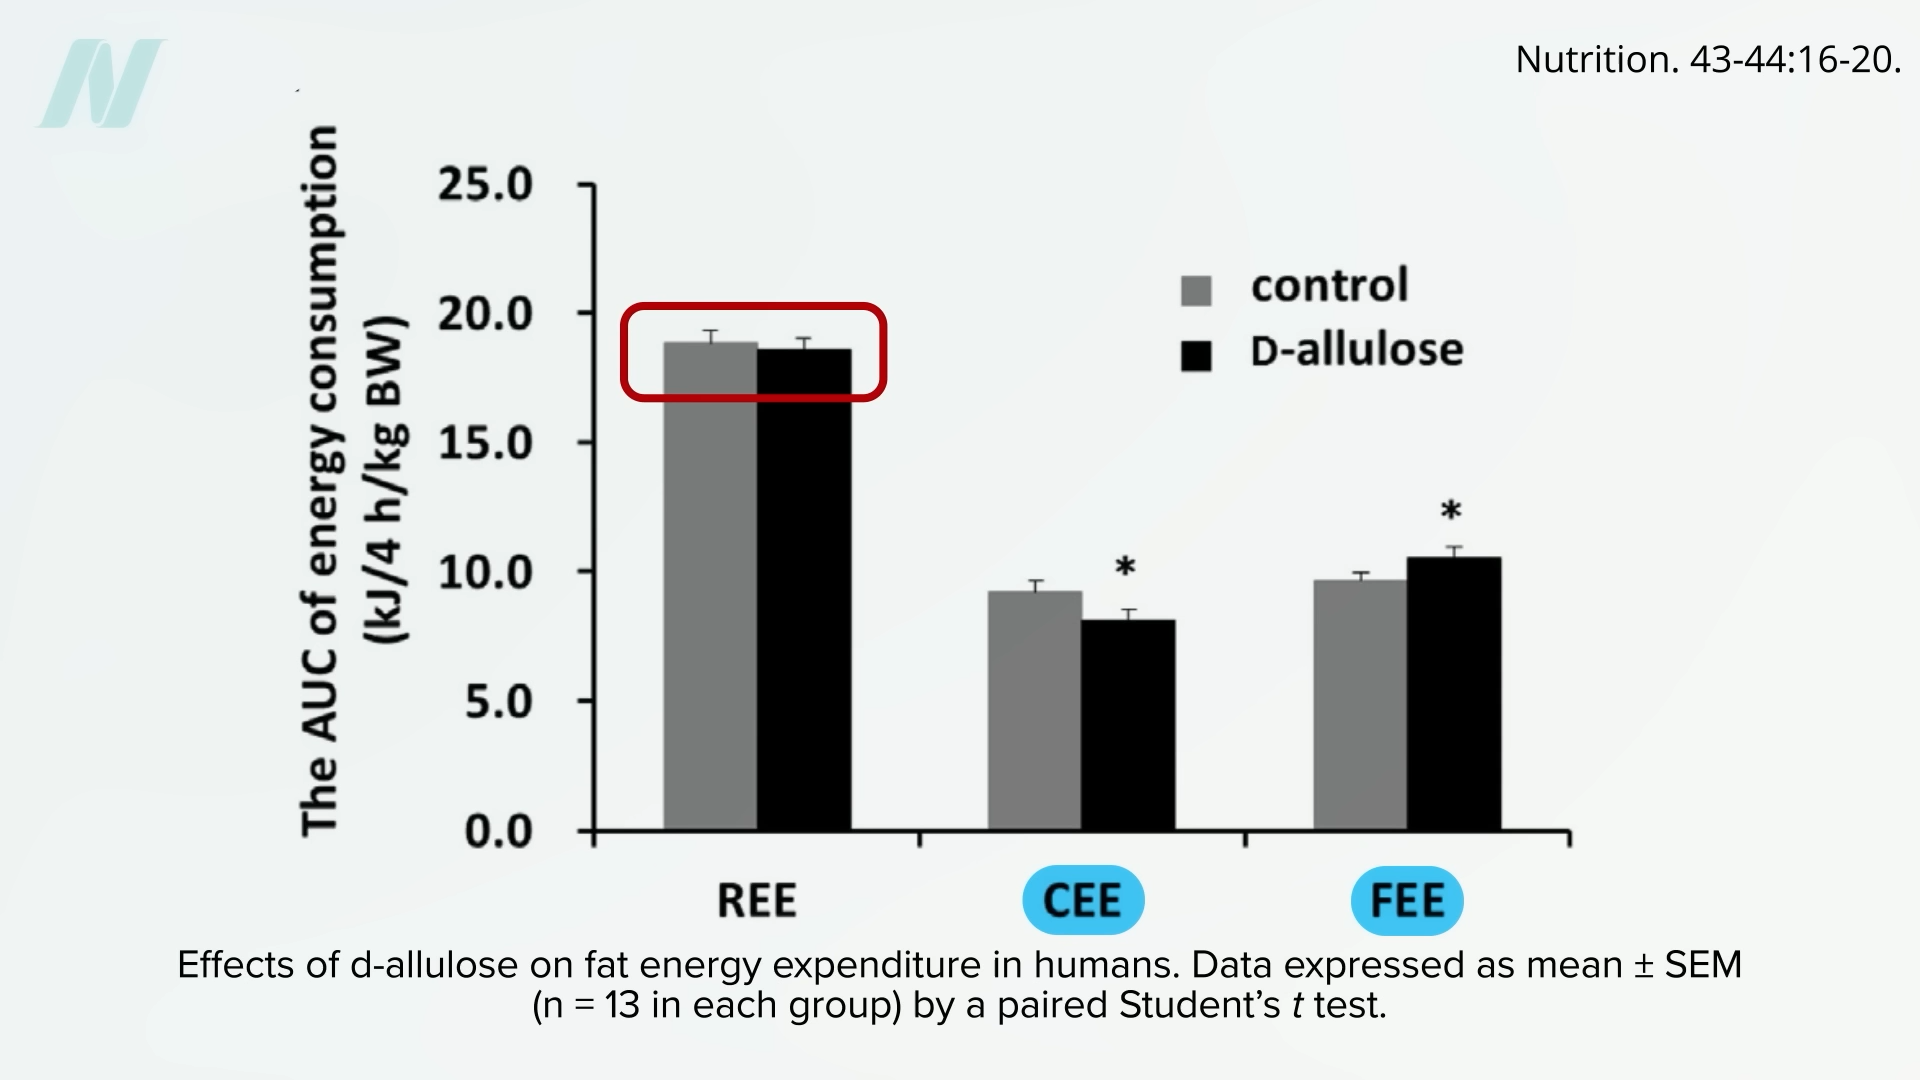 N
Nutrition. 43-44:16-20.
The AUC of energy consumption
(kJ/4 h/kg BW)
25.0
20.0
15.0
10.0
5.0
0.0
control
D-allulose
*
*
REE
CEE
FEE
Effects of d-allulose on fat energy expenditure in humans. Data expressed as mean ± SEM
(n = 13 in each group) by a paired Student’s t test.